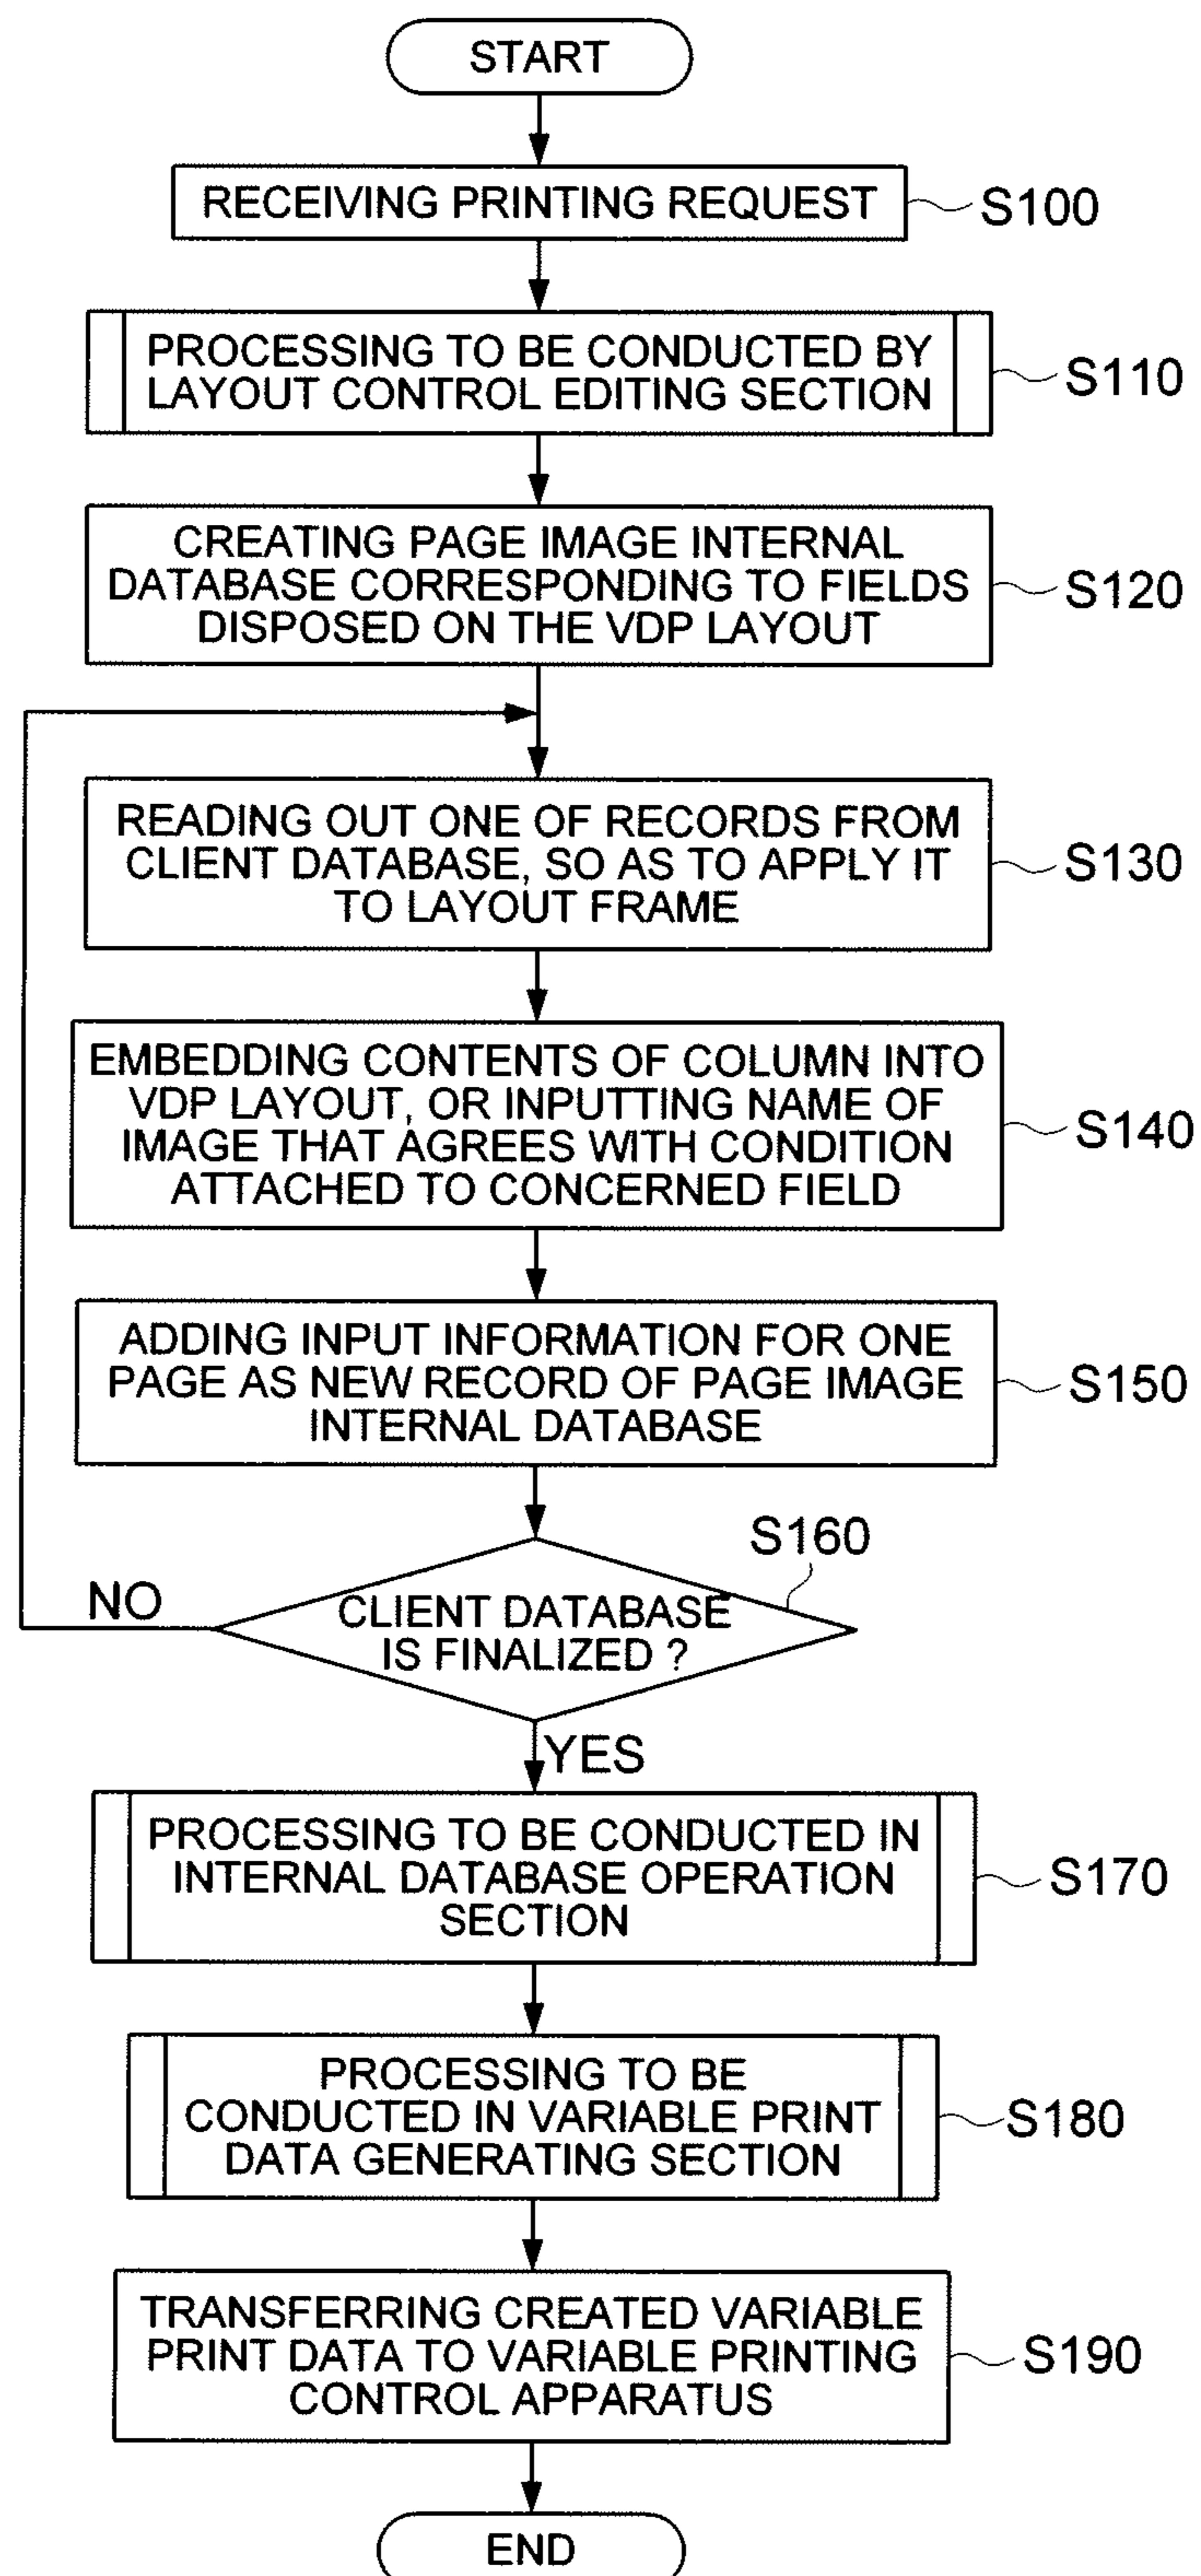 START
RECEIVING PRINTING REQUEST
S100
PROCESSING TO BE CONDUCTED BY
LAYOUT CONTROL EDITING SECTION
S110
CREATING PAGE IMAGE INTERNAL
DATABASE CORRESPONDING TO FIELDS
DISPOSED ON THE VDP LAYOUT
S120
READING OUT ONE OF RECORDS FROM
CLIENT DATABASE, SO AS TO APPLY IT
TO LAYOUT FRAME
S130
EMBEDDING CONTENTS OF COLUMN INTO
VDP LAYOUT, OR INPUTTING NAME OF
IMAGE THAT AGREES WITH CONDITION
ATTACHED TO CONCERNED FIELD
S140
ADDING INPUT INFORMATION FOR ONE
PAGE AS NEW RECORD OF PAGE IMAGE
INTERNAL DATABASE
S150
S160
NO
CLIENT DATABASE
IS FINALIZED ?
YES
PROCESSING TO BE CONDUCTED IN
INTERNAL DATABASE OPERATION
SECTION
S170
PROCESSING TO BE
CONDUCTED IN VARIABLE PRINT
DATA GENERATING SECTION
S180
TRANSFERRING CREATED VARIABLE
PRINT DATA TO VARIABLE PRINTING
CONTROL APPARATUS
S190
END